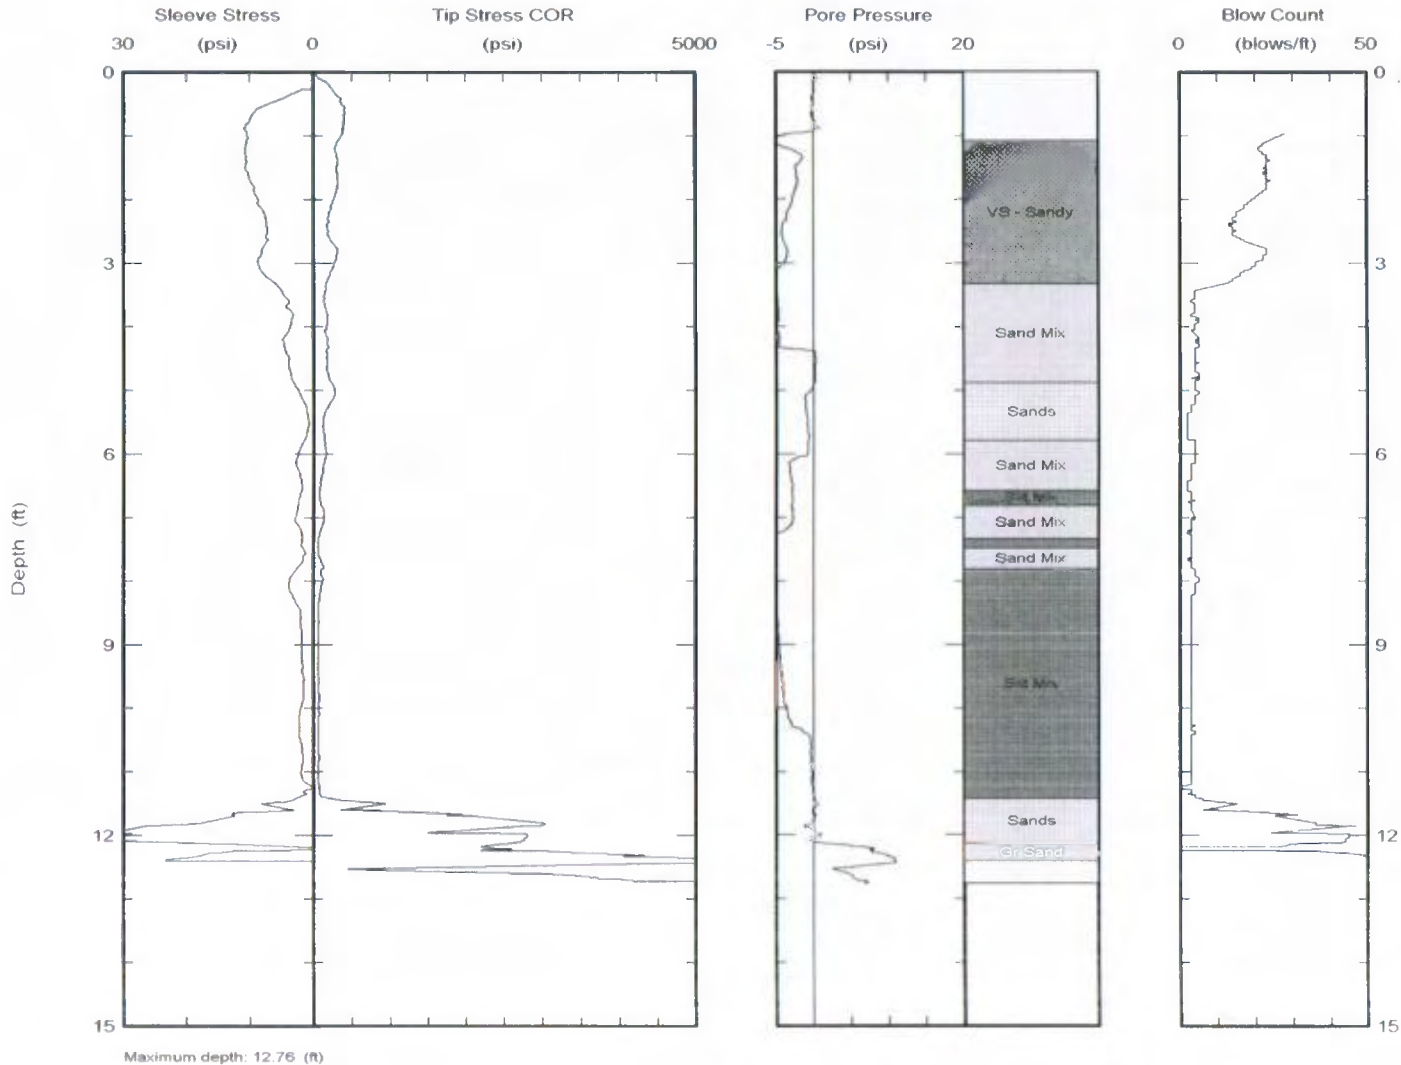 Sleeve Stress Tip Stress COR Pore Pressure Blow Count
30 (psi) 0 (psi) 5000 -5 (psi) 20 0 (blows/ft) 50
0 0
VS - Sandy
3 3
Sand Mix
Sands
6 6
Sand Mix
Silt Mix
Sand Mix
Sand Mix
Depth (ft)
9 9
Silt Mix
Sands
12 12
Gr Sand
15 15
Maximum depth: 12.76 (ft)